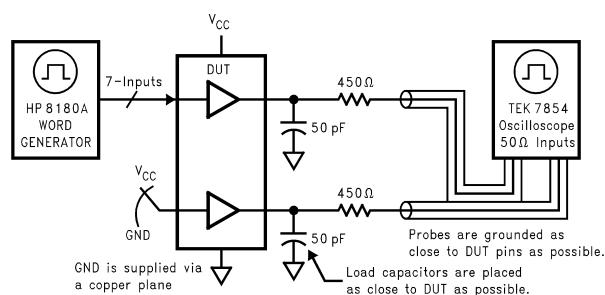 VCC
DUT
HP 8180A
WORD
GENERATOR
7-Inputs
450Ω
50 pF
TEK 7854
Oscilloscope
50Ω Inputs
VCC
GND
450Ω
50 pF
Probes are grounded as
close to DUT pins as possible.
GND is supplied via
a copper plane
Load capacitors are placed
as close to DUT as possible.